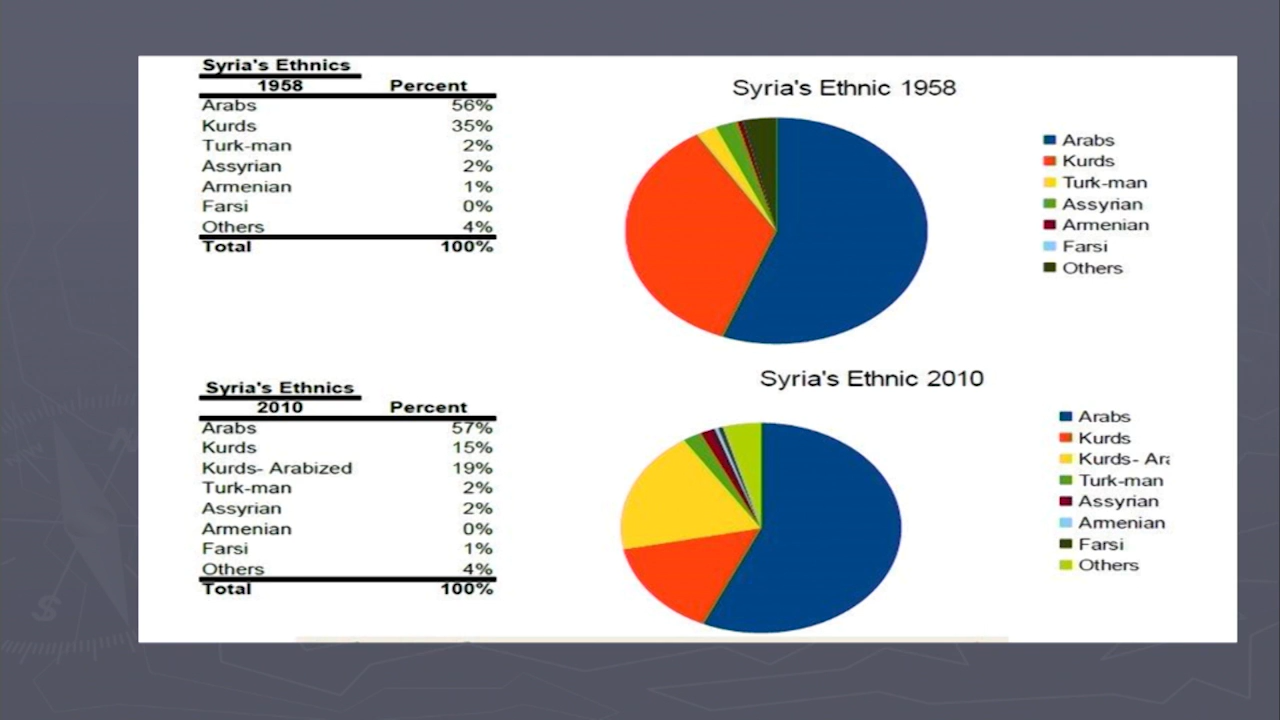 Syria's Ethnics
1958 Percent
Arabs 56%
Kurds 35%
Turk-man 2%
Assyrian 2%
Armenian 1%
Farsi 0%
Others 4%
Total 100%
Syria's Ethnic 1958
Arabs
Kurds
Turk-man
Assyrian
Armenian
Farsi
Others
Syria's Ethnics
2010 Percent
Arabs 57%
Kurds 15%
Kurds- Arabized 19%
Turk-man 2%
Assyrian 2%
Armenian 0%
Farsi 1%
Others 4%
Total 100%
Syria's Ethnic 2010
Arabs
Kurds
Kurds- Ara
Turk-man
Assyrian
Armenian
Farsi
Others